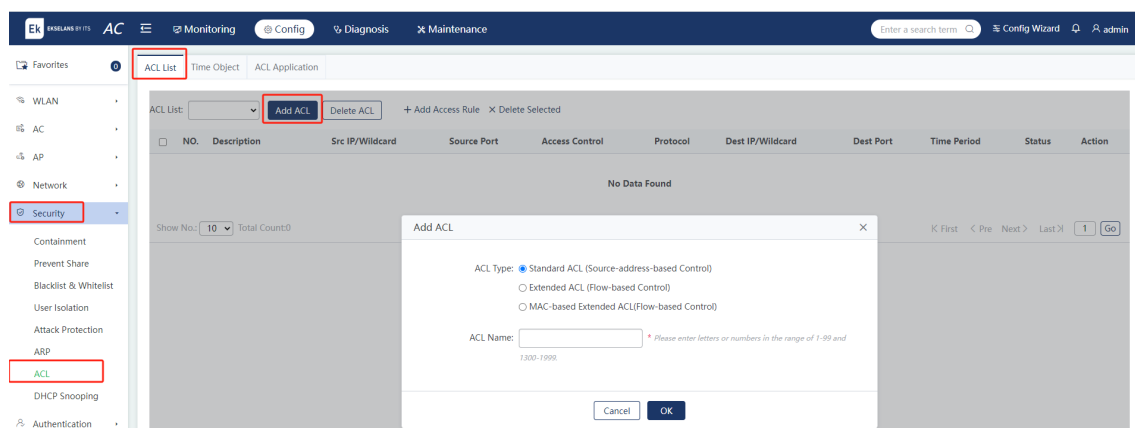 Ek EKSELANS BY ITS AC Monitoring Config Diagnosis Maintenance Enter a search term Config Wizard admin
Favorites 0
ACL List Time Object ACL Application
WLAN
AC
AP
Network
Security
Containment
Prevent Share
Blacklist & Whitelist
User Isolation
Attack Protection
ARP
ACL
DHCP Snooping
Authentication
ACL List: Add ACL Delete ACL + Add Access Rule X Delete Selected
NO. Description Src IP/Wildcard Source Port Access Control Protocol Dest IP/Wildcard Dest Port Time Period Status Action
No Data Found
Show No.: 10 Total Count:0 K First < Pre Next > Last 1 Go
Add ACL ×
ACL Type: Standard ACL (Source-address-based Control)
Extended ACL (Flow-based Control)
MAC-based Extended ACL(Flow-based Control)
ACL Name: * Please enter letters or numbers in the range of 1-99 and
1300-1999.
Cancel OK